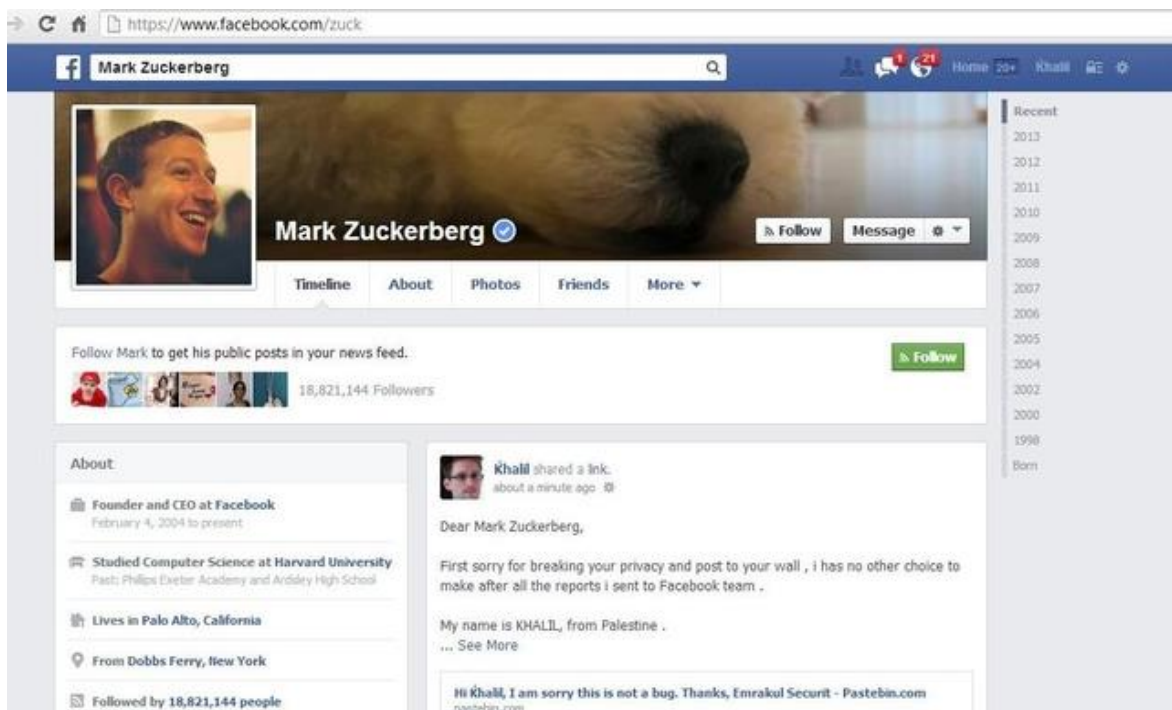 https://www.facebook.com/zuck
f Mark Zuckerberg 1 21 Home 20+ Khalil
Mark Zuckerberg
Follow Message
Timeline About Photos Friends More
Follow Mark to get his public posts in your news feed.
Follow
18,821,144 Followers
Recent
2013
2012
2011
2010
2009
2008
2007
2006
2005
2004
2002
2000
1998
Born
About
Founder and CEO at Facebook
February 4, 2004 to present
Studied Computer Science at Harvard University
Past: Philips Exeter Academy and Ardsley High School
Lives in Palo Alto, California
From Dobbs Ferry, New York
Followed by 18,821,144 people
Khalil shared a link.
about a minute ago
Dear Mark Zuckerberg,
First sorry for breaking your privacy and post to your wall , i has no other choice to
make after all the reports i sent to Facebook team .
My name is KHALIL, from Palestine .
... See More
Hi Khalil, I am sorry this is not a bug. Thanks, Emrakul Securit - Pastebin.com
pastebin.com